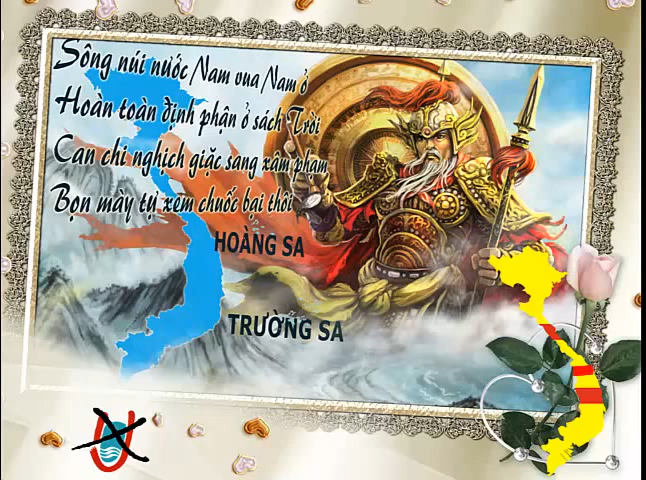 Sông núi nước Nam vua Nam ở
Hoàn toàn định phận ở sách Trời
Can chi nghịch giặc sang xâm phạm
Bọn mày tự xem chuốc bại thôi
HOÀNG SA
TRƯỜNG SA